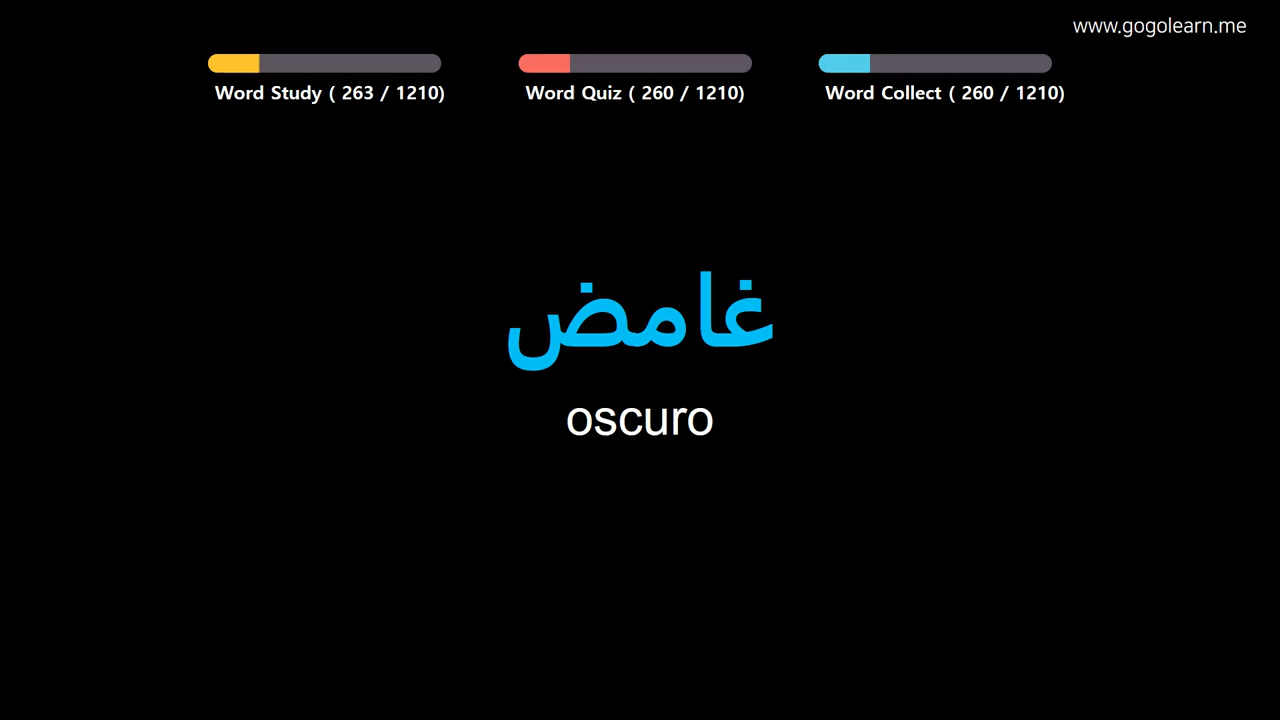 www.gogolearn.me
Word Study ( 263 / 1210)
Word Quiz ( 260 / 1210)
Word Collect ( 260 / 1210)
غامض
oscuro